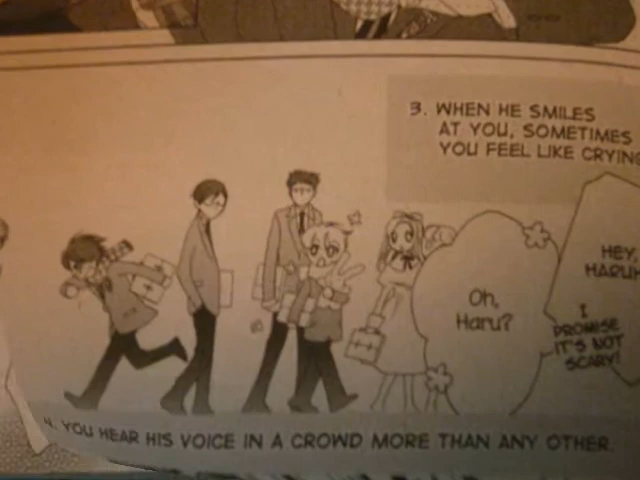 3. WHEN HE SMILES
AT YOU, SOMETIMES
YOU FEEL LIKE CRYING
HEY,
HARUH
I
PROMISE
IT'S NOT
SCARY!
Oh,
Haru?
4. YOU HEAR HIS VOICE IN A CROWD MORE THAN ANY OTHER.